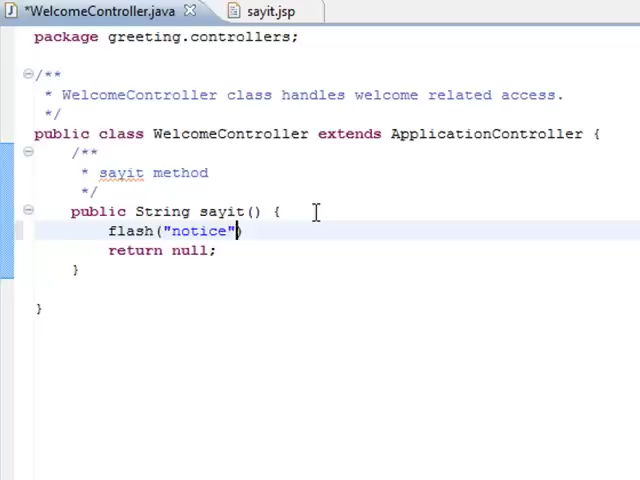 *WelcomeController.java sayit.jsp
package greeting.controllers;
/**
* WelcomeController class handles welcome related access.
*/
public class WelcomeController extends ApplicationController {
/**
* sayit method
*/
public String sayit() {
flash("notice")
return null;
}
}